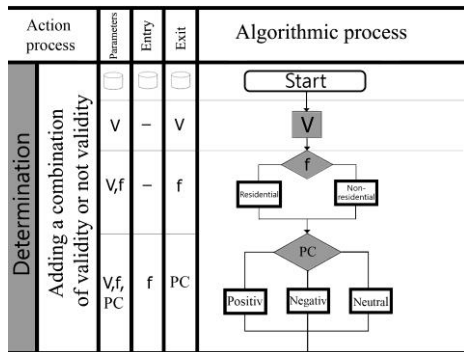 Action
process
Parameters
Entry
Exit
Algorithmic process
Determination
Adding a combination
of validity or not validity
Start
V – V
V
f
V,f – f
Residential
Non-
residential
PC
V,f,
PC f PC
Positiv Negativ Neutral